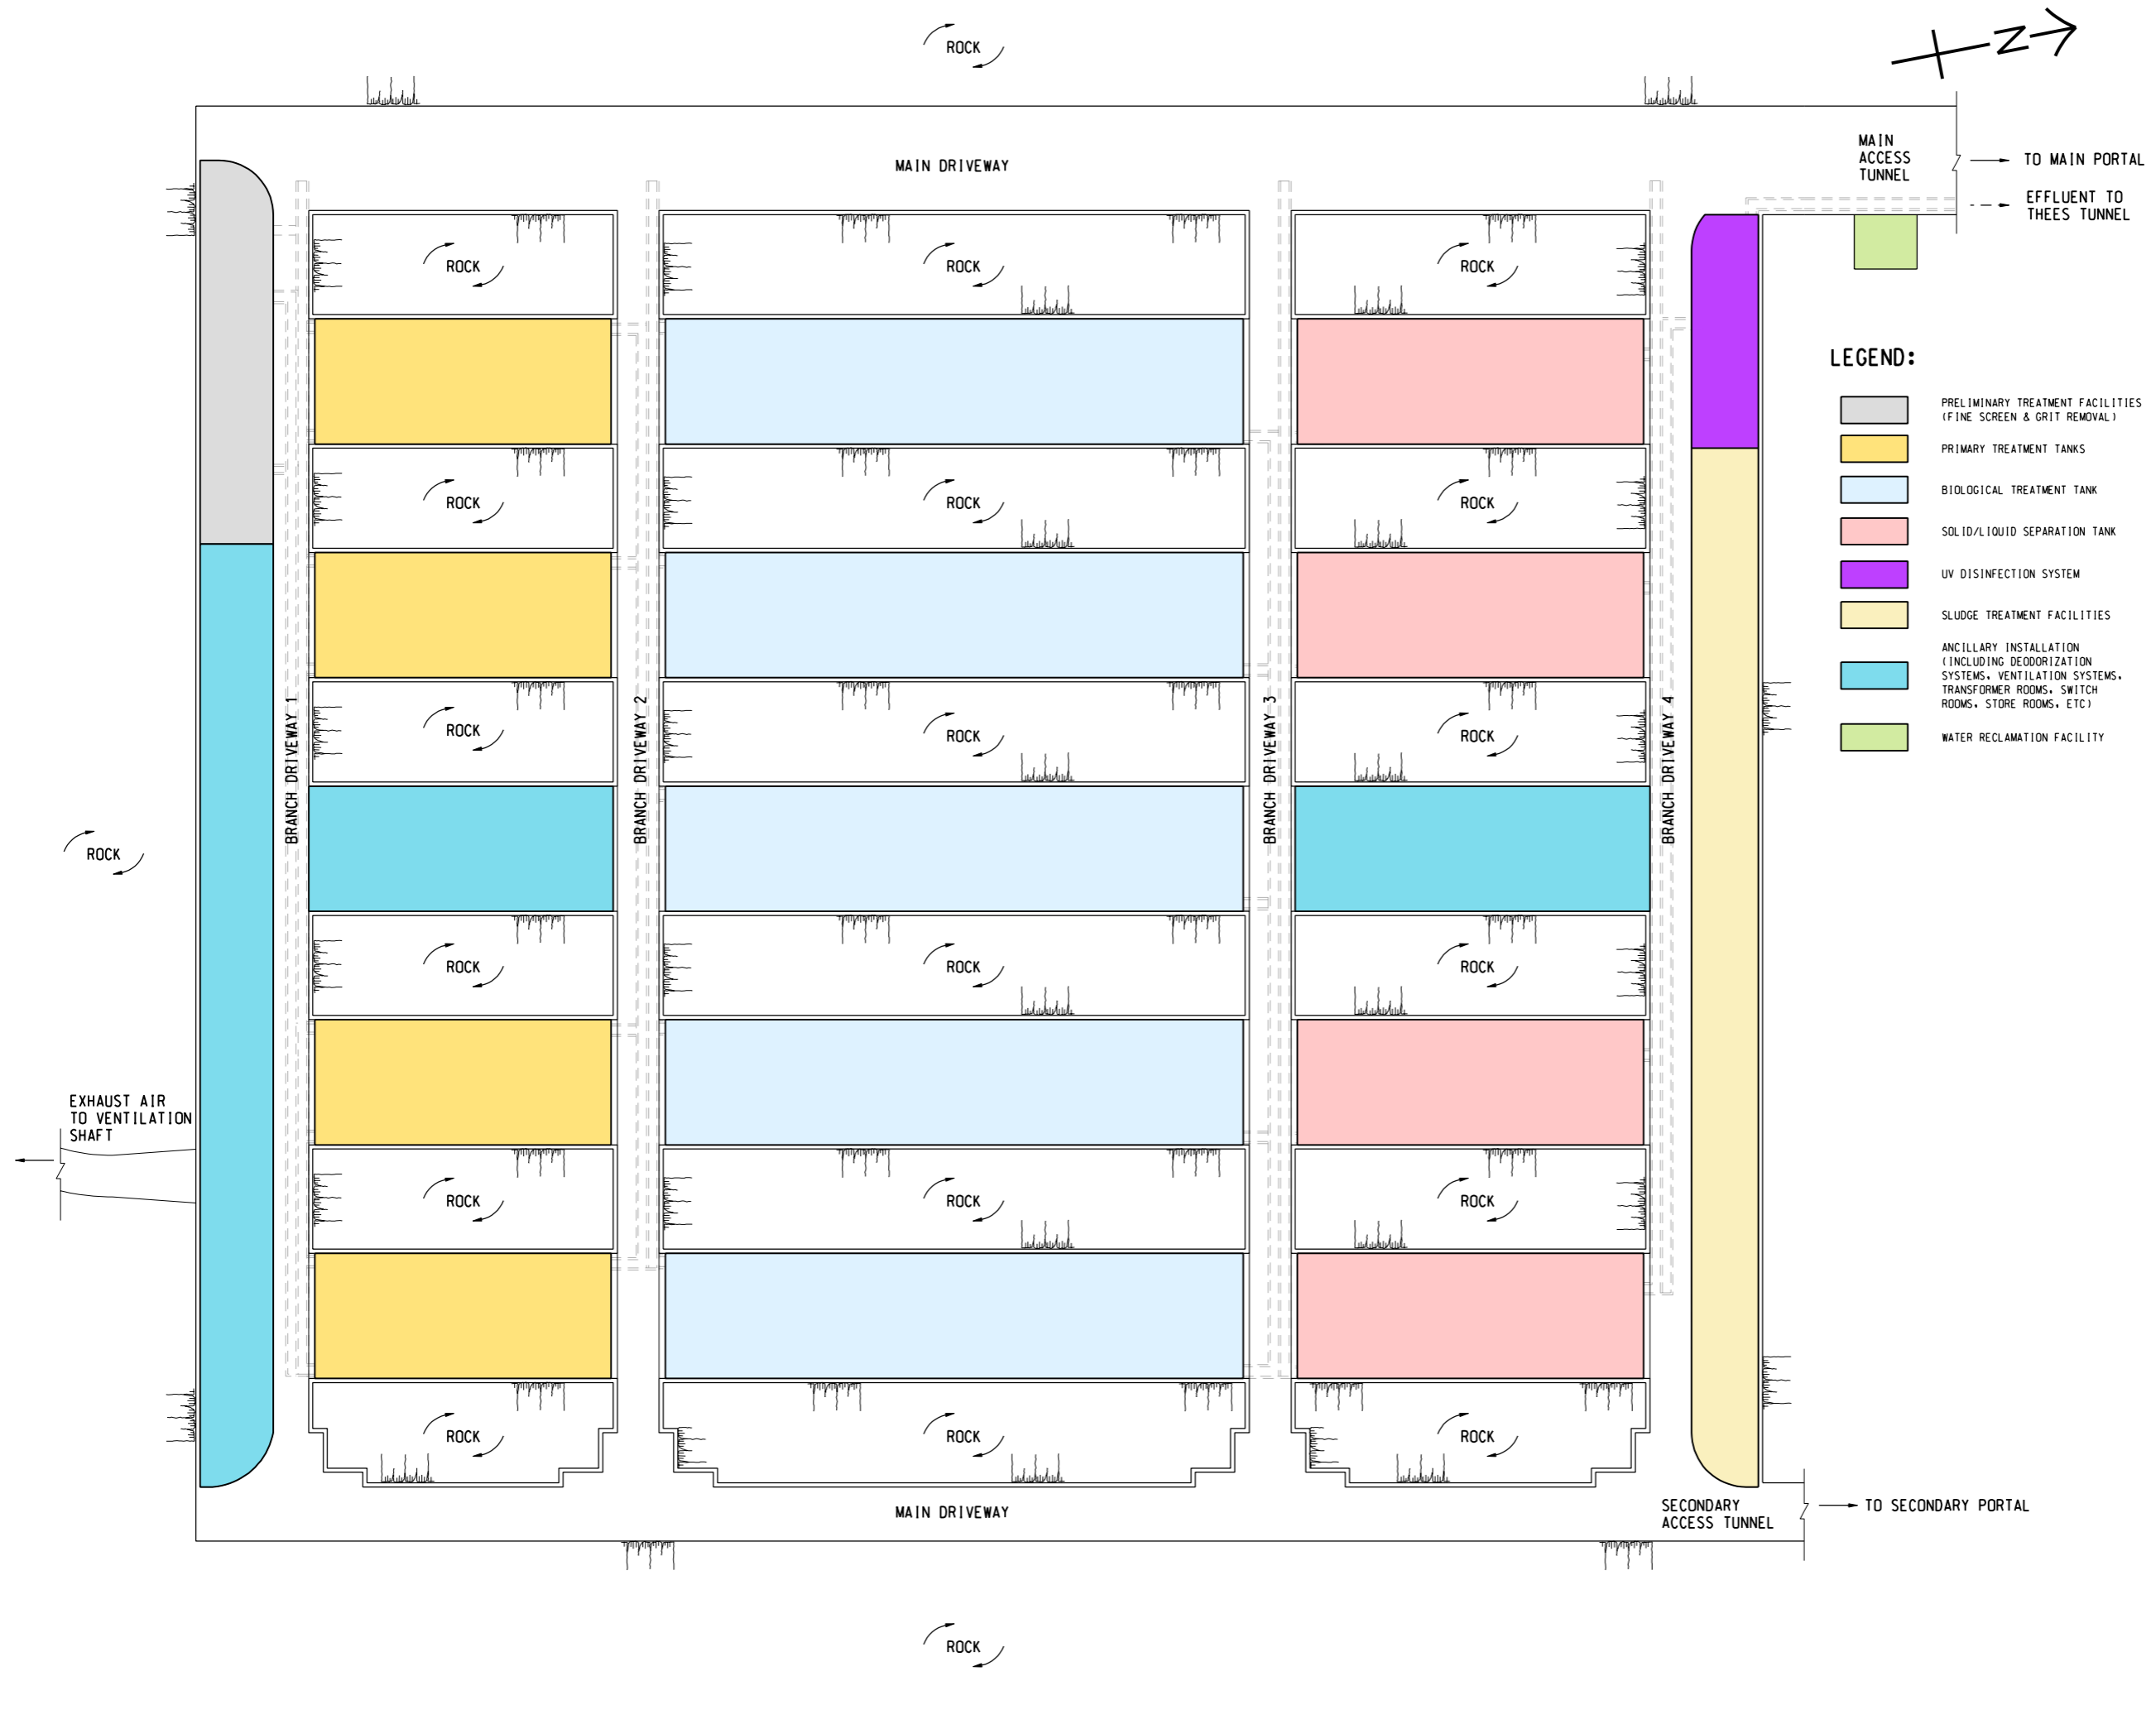 ROCK
N
MAIN DRIVEWAY
MAIN
ACCESS
TUNNEL
TO MAIN PORTAL
EFFLUENT TO
THEES TUNNEL
ROCK
ROCK
ROCK
LEGEND:
PRELIMINARY TREATMENT FACILITIES
(FINE SCREEN & GRIT REMOVAL)
PRIMARY TREATMENT TANKS
BIOLOGICAL TREATMENT TANK
SOLID/LIQUID SEPARATION TANK
UV DISINFECTION SYSTEM
SLUDGE TREATMENT FACILITIES
ANCILLARY INSTALLATION
(INCLUDING DEODORIZATION
SYSTEMS, VENTILATION SYSTEMS,
TRANSFORMER ROOMS, SWITCH
ROOMS, STORE ROOMS, ETC)
WATER RECLAMATION FACILITY
ROCK
ROCK
ROCK
ROCK
ROCK
ROCK
BRANCH DRIVEWAY 1
BRANCH DRIVEWAY 2
BRANCH DRIVEWAY 3
BRANCH DRIVEWAY 4
ROCK
ROCK
ROCK
ROCK
EXHAUST AIR
TO VENTILATION
SHAFT
ROCK
ROCK
ROCK
ROCK
ROCK
ROCK
MAIN DRIVEWAY
SECONDARY
ACCESS TUNNEL
TO SECONDARY PORTAL
ROCK